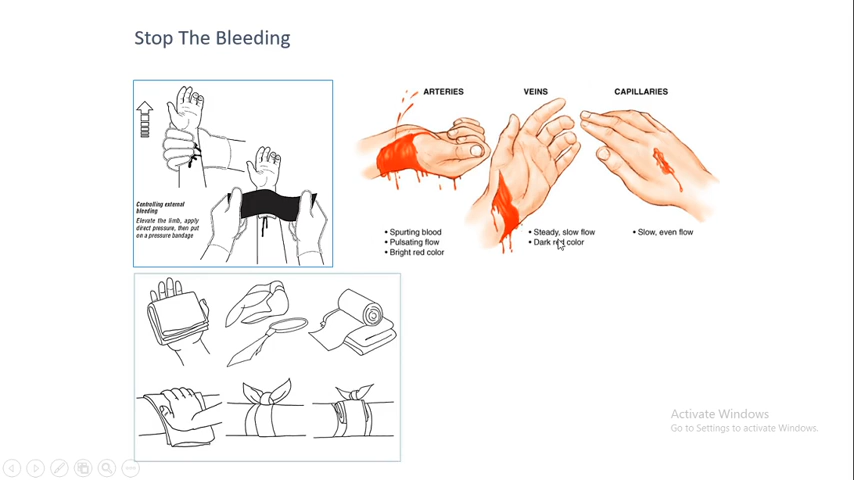 Stop The Bleeding
Controlling external
bleeding
Elevate the limb, apply
direct pressure, then put
on a pressure bandage
ARTERIES
• Spurting blood
• Pulsating flow
• Bright red color
VEINS
• Steady, slow flow
• Dark red color
CAPILLARIES
• Slow, even flow
Activate Windows
Go to Settings to activate Windows.